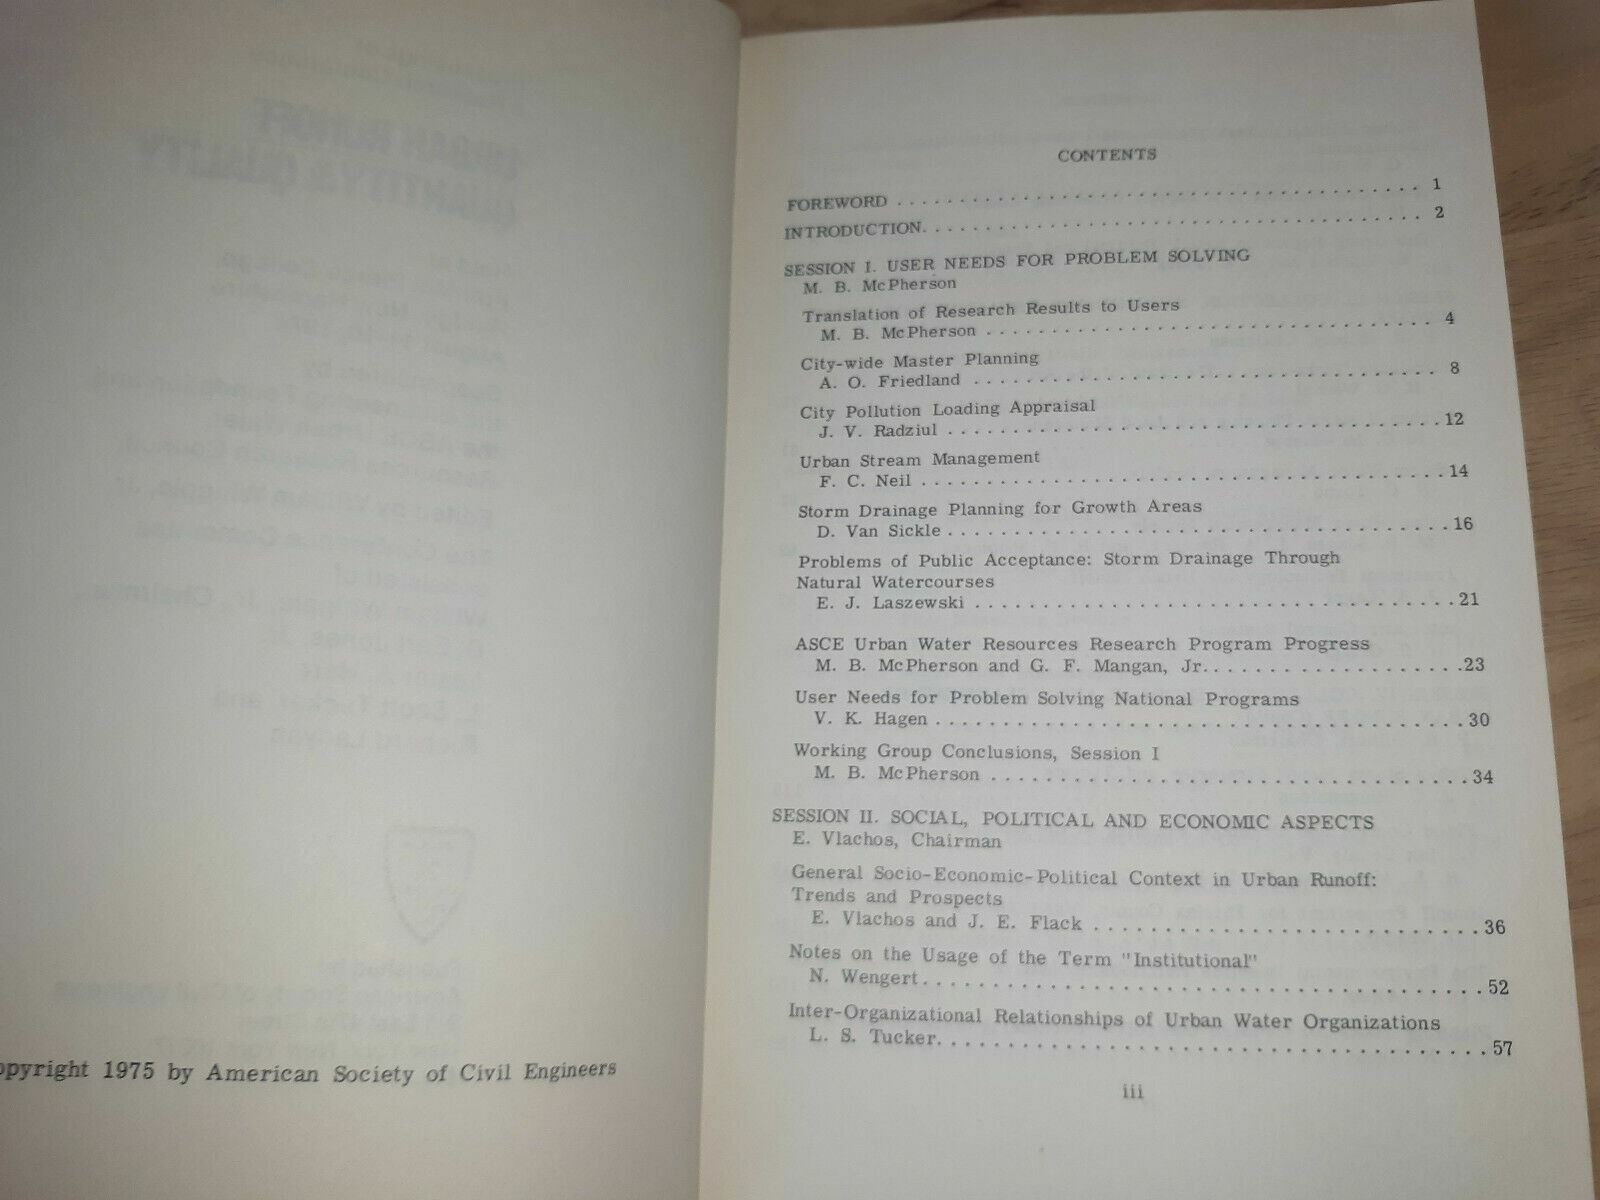 opyright 1975 by American Society of Civil Engineers
CONTENTS
FOREWORD . . . . . . . . . . . . . . . . . . . . 1
INTRODUCTION. . . . . . . . . . . . . . . . . . . . 2
SESSION I. USER NEEDS FOR PROBLEM SOLVING
M. B. McPherson
Translation of Research Results to Users
M. B. McPherson . . . . . . . . . . . . . . . . . . . . 4
City-wide Master Planning
A. O. Friedland . . . . . . . . . . . . . . . . . . . . 8
City Pollution Loading Appraisal
J. V. Radziul . . . . . . . . . . . . . . . . . . . . 12
Urban Stream Management
F. C. Neil . . . . . . . . . . . . . . . . . . . . 14
Storm Drainage Planning for Growth Areas
D. Van Sickle . . . . . . . . . . . . . . . . . . . . 16
Problems of Public Acceptance: Storm Drainage Through
Natural Watercourses
E. J. Laszewski . . . . . . . . . . . . . . . . . . . . 21
ASCE Urban Water Resources Research Program Progress
M. B. McPherson and G. F. Mangan, Jr. . . . . . . . . . . . . . . . . . . . 23
User Needs for Problem Solving National Programs
V. K. Hagen . . . . . . . . . . . . . . . . . . . . 30
Working Group Conclusions, Session I
M. B. McPherson . . . . . . . . . . . . . . . . . . . . 34
SESSION II. SOCIAL, POLITICAL AND ECONOMIC ASPECTS
E. Vlachos, Chairman
General Socio-Economic-Political Context in Urban Runoff:
Trends and Prospects
E. Vlachos and J. E. Flack . . . . . . . . . . . . . . . . . . . . 36
Notes on the Usage of the Term "Institutional"
N. Wengert. . . . . . . . . . . . . . . . . . . . 52
Inter-Organizational Relationships of Urban Water Organizations
L. S. Tucker. . . . . . . . . . . . . . . . . . . . 57
iii